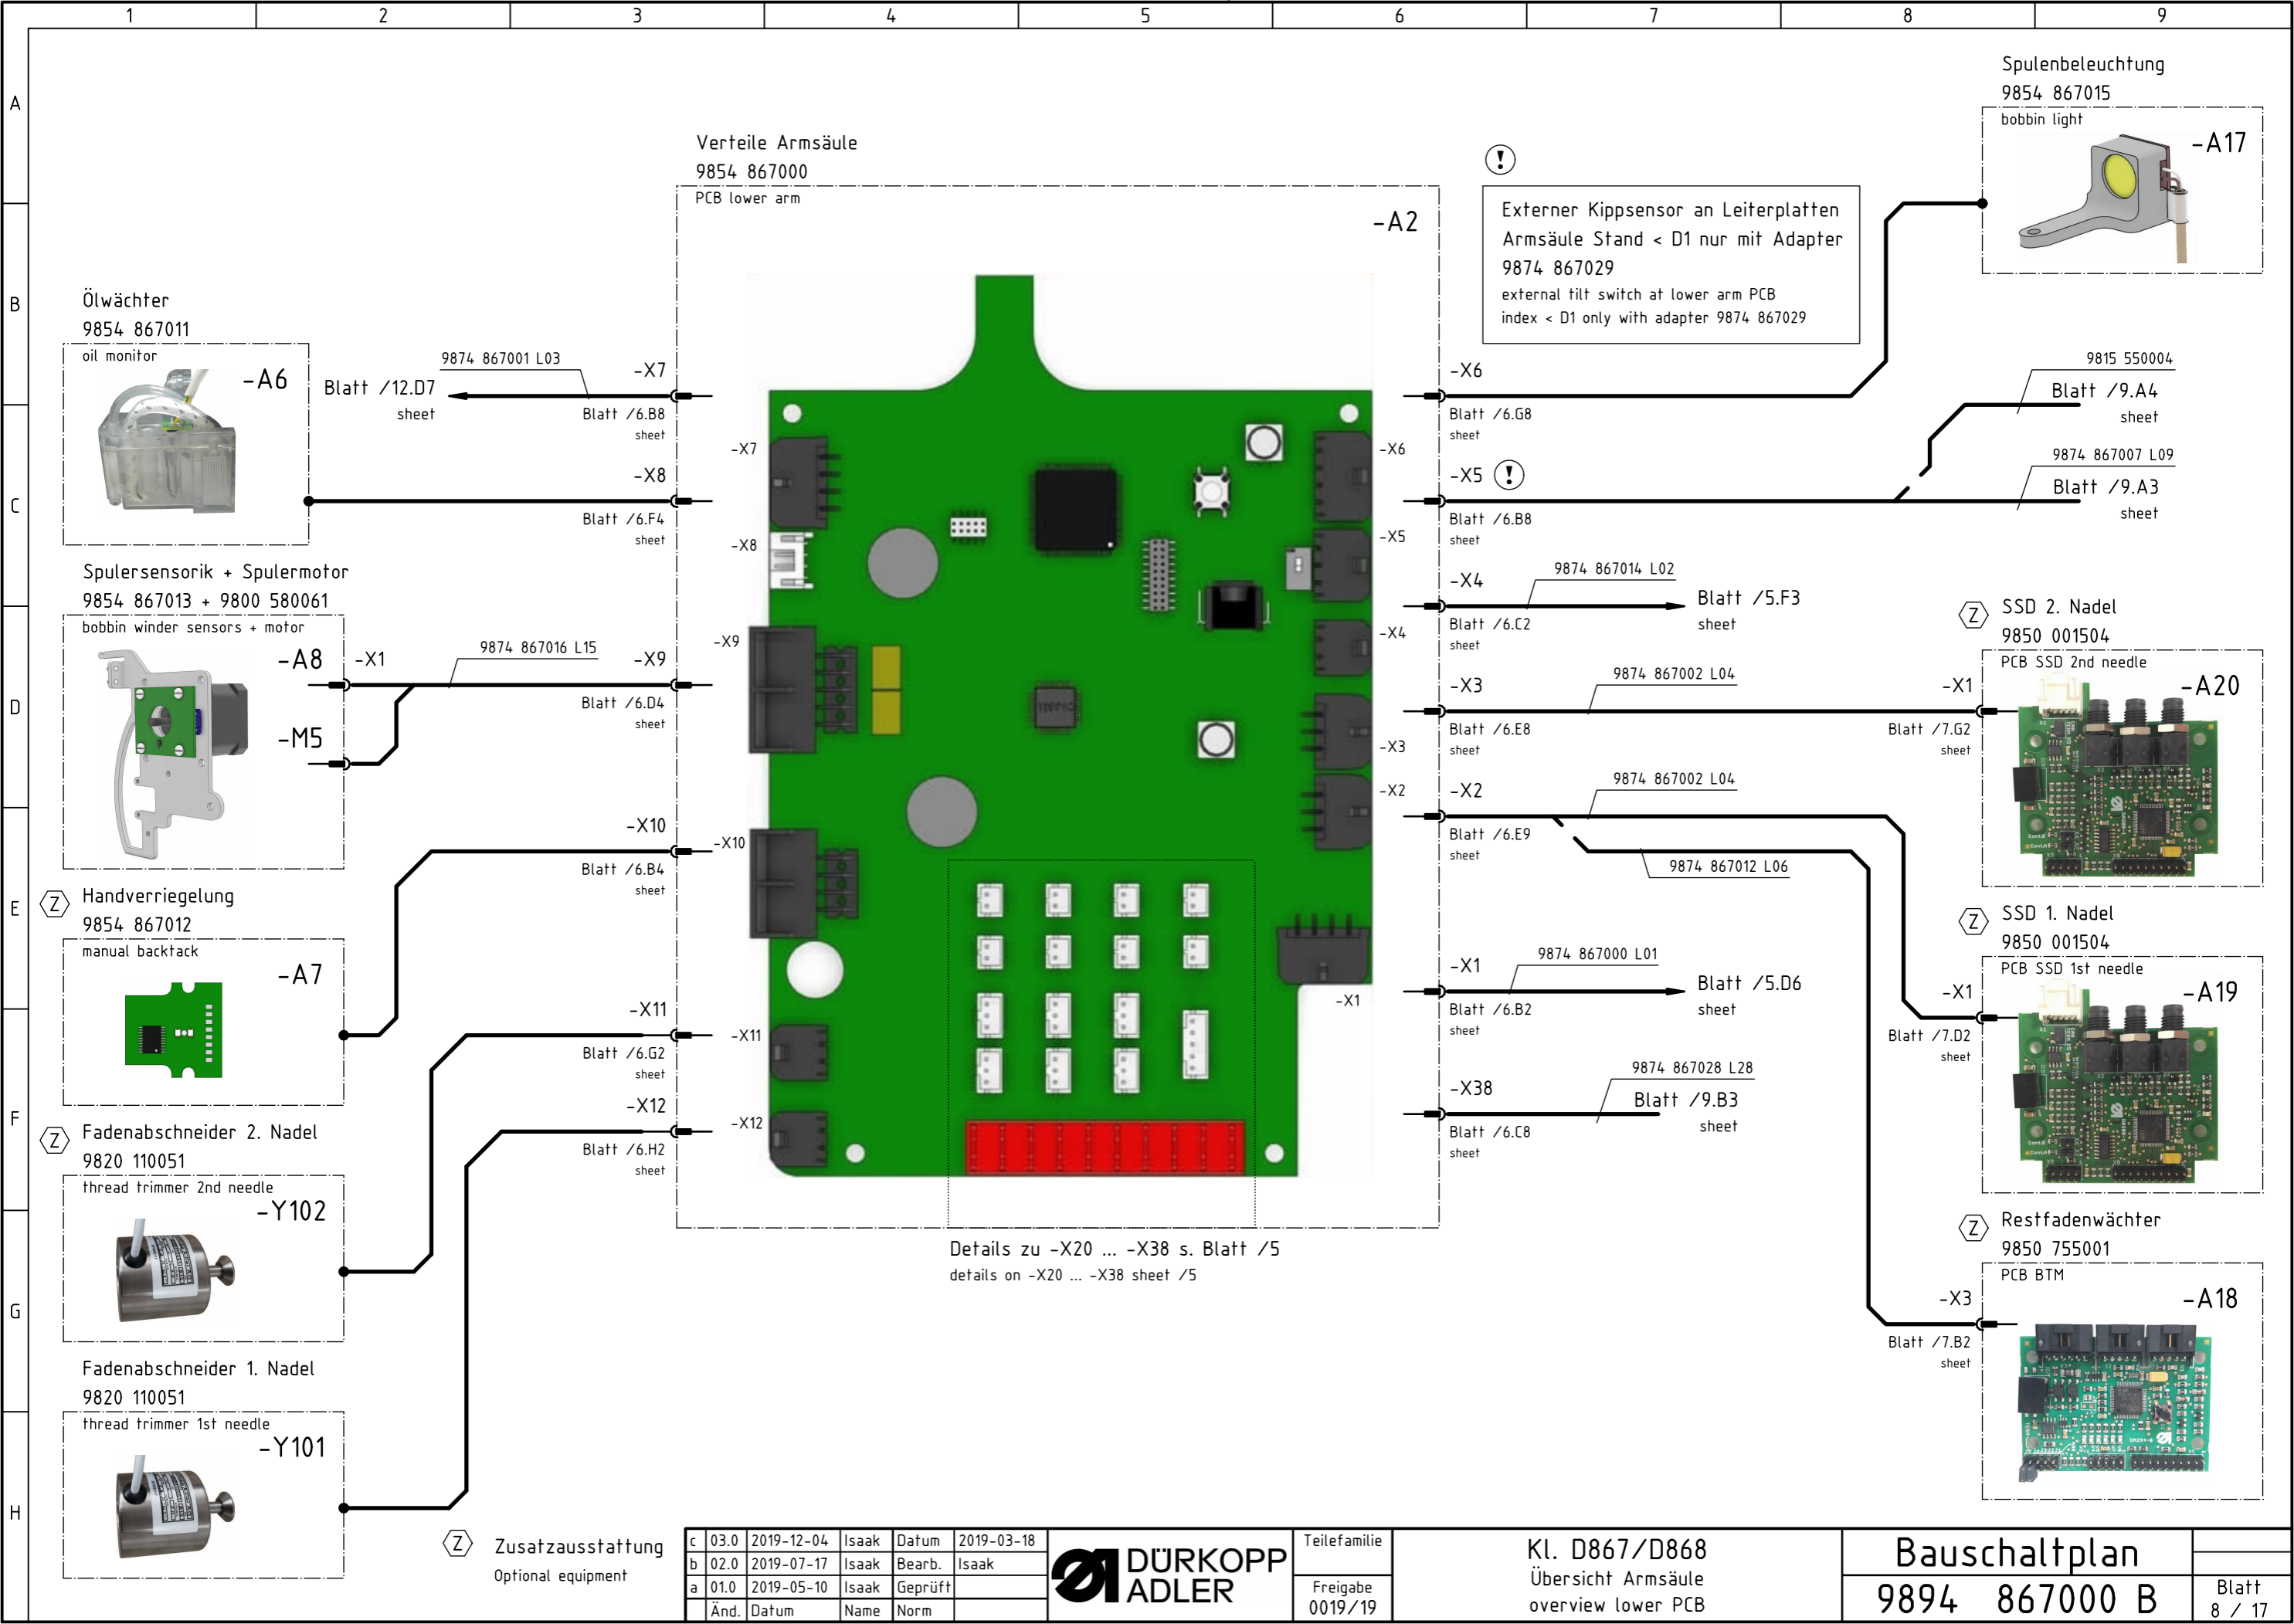 1 2 3 4 5 6 7 8 9
A
B
C
D
E
F
G
H
Ölwächter
9854 867011
oil monitor
-A6
Spulersensorik + Spulermotor
9854 867013 + 9800 580061
bobbin winder sensors + motor
-A8
-X1
-M5
Z
Handverriegelung
9854 867012
manual backtack
-A7
Z
Fadenabschneider 2. Nadel
9820 110051
thread trimmer 2nd needle
-Y102
Fadenabschneider 1. Nadel
9820 110051
thread trimmer 1st needle
-Y101
9874 867001 L03
Blatt /12.D7
sheet
-X7
Blatt /6.B8
sheet
-X8
Blatt /6.F4
sheet
9874 867016 L15
-X9
Blatt /6.D4
sheet
-X10
Blatt /6.B4
sheet
-X11
Blatt /6.G2
sheet
-X12
Blatt /6.H2
sheet
Verteile Armsäule
9854 867000
PCB lower arm
-A2
-X7
-X8
-X9
-X10
-X11
-X12
-X6
-X5
-X4
-X3
-X2
-X1
Details zu -X20 ... -X38 s. Blatt /5
details on -X20 ... -X38 sheet /5
!
Externer Kippsensor an Leiterplatten
Armsäule Stand < D1 nur mit Adapter
9874 867029
external tilt switch at lower arm PCB
index < D1 only with adapter 9874 867029
-X6
Blatt /6.G8
sheet
-X5 !
Blatt /6.B8
sheet
9815 550004
Blatt /9.A4
sheet
9874 867007 L09
Blatt /9.A3
sheet
-X4
Blatt /6.C2
sheet
9874 867014 L02
Blatt /5.F3
sheet
-X3
Blatt /6.E8
sheet
9874 867002 L04
-X1
Blatt /7.G2
sheet
-X2
Blatt /6.E9
sheet
9874 867002 L04
9874 867012 L06
-X1
Blatt /7.D2
sheet
-X1
Blatt /6.B2
sheet
9874 867000 L01
Blatt /5.D6
sheet
-X38
Blatt /6.C8
sheet
9874 867028 L28
Blatt /9.B3
sheet
-X3
Blatt /7.B2
sheet
Spulenbeleuchtung
9854 867015
bobbin light
-A17
Z
SSD 2. Nadel
9850 001504
PCB SSD 2nd needle
-A20
Z
SSD 1. Nadel
9850 001504
PCB SSD 1st needle
-A19
Z
Restfadenwächter
9850 755001
PCB BTM
-A18
Z
Zusatzausstattung
Optional equipment
c 03.0 2019-12-04 Isaak Datum 2019-03-18
b 02.0 2019-07-17 Isaak Bearb. Isaak
a 01.0 2019-05-10 Isaak Geprüft
Änd. Datum Name Norm
DÜRKOPP
ADLER
Teilefamilie
Freigabe
0019/19
Kl. D867/D868
Übersicht Armsäule
overview lower PCB
Bauschaltplan
9894 867000 B
Blatt
8 / 17